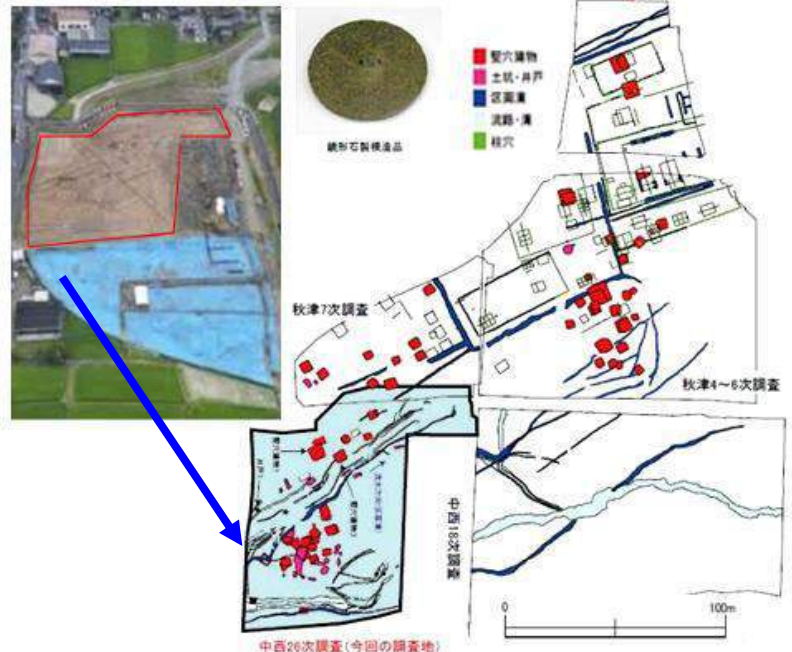 鏡形石製模造品
竪穴建物
土坑・井戸
区画溝
流路・溝
柱穴
秋津7次調査
秋津4~6次調査
中西18次調査
0
100m
中西26次調査(今回の調査地)